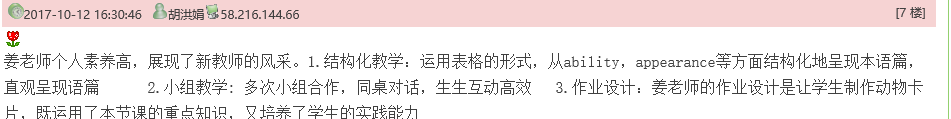 2017-10-12 16:30:46 胡洪娟 58.216.144.66 [7 楼]
姜老师个人素养高，展现了新教师的风采。1.结构化教学：运用表格的形式，从ability，appearance等方面结构化地呈现本语篇，
直观呈现语篇 2.小组教学: 多次小组合作，同桌对话，生生互动高效 3.作业设计：姜老师的作业设计是让学生制作动物卡
片，既运用了本节课的重点知识，又培养了学生的实践能力